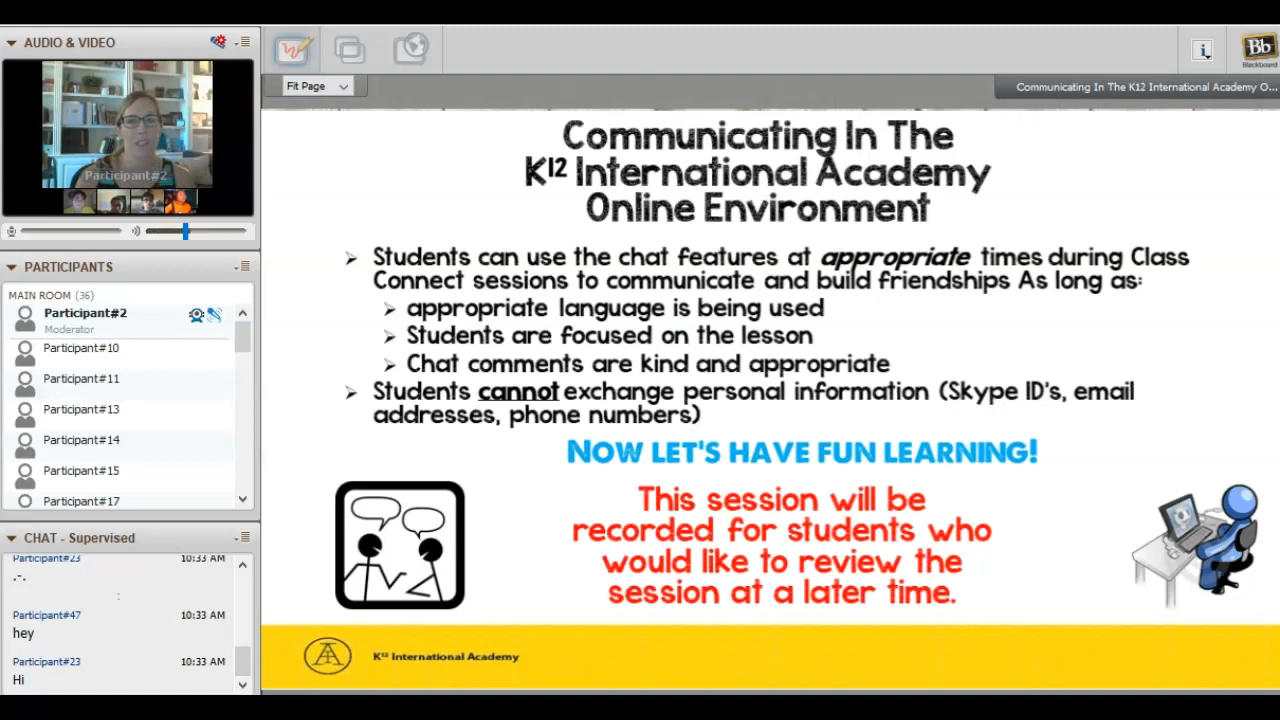 AUDIO & VIDEO
Participant#2
PARTICIPANTS
MAIN ROOM (36)
Participant#2
Moderator
Participant#10
Participant#11
Participant#13
Participant#14
Participant#15
Participant#17
CHAT - Supervised
Participant#23 10:33 AM
.-.
:
Participant#47 10:33 AM
hey
Participant#23 10:33 AM
Hi
i
Bb
Blackboard
Fit Page
Communicating In The K12 International Academy O...
Communicating In The
K12 International Academy
Online Environment
Students can use the chat features at appropriate times during Class
Connect sessions to communicate and build friendships As long as:
appropriate language is being used
Students are focused on the lesson
Chat comments are kind and appropriate
Students cannot exchange personal information (Skype ID's, email
addresses, phone numbers)
NOW LET'S HAVE FUN LEARNING!
This session will be
recorded for students who
would like to review the
session at a later time.
K12 International Academy